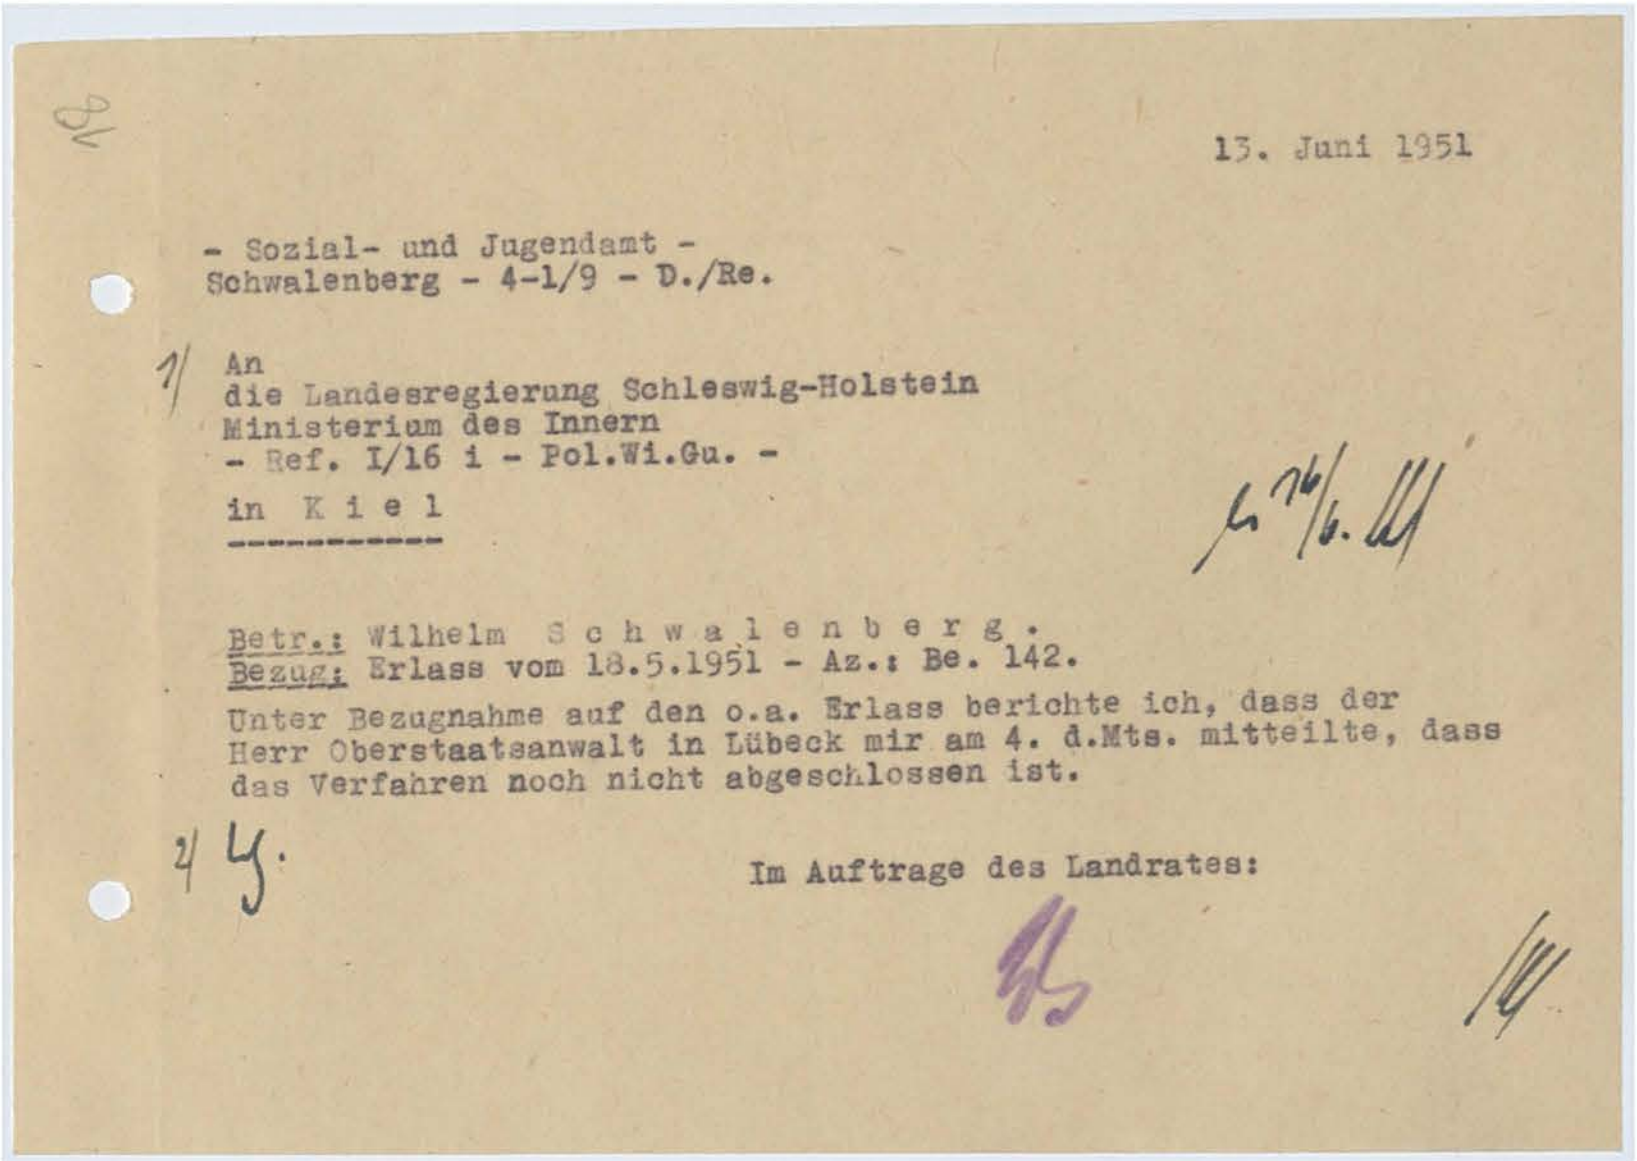 13. Juni 1951
- Sozial- und Jugendamt -
Schwalenberg - 4-1/9 - D./Re.
1/ An
die Landesregierung Schleswig-Holstein
Ministerium des Innern
- Ref. I/16 i - Pol.Wi.Gu. -
in K i e l
-----------
16/6.
Betr.: Wilhelm S c h w a l e n b e r g .
Bezug: Erlass vom 18.5.1951 - Az.: Be. 142.
Unter Bezugnahme auf den o.a. Erlass berichte ich, dass der
Herr Oberstaatsanwalt in Lübeck mir am 4. d.Mts. mitteilte, dass
das Verfahren noch nicht abgeschlossen ist.
2/
Im Auftrage des Landrates: